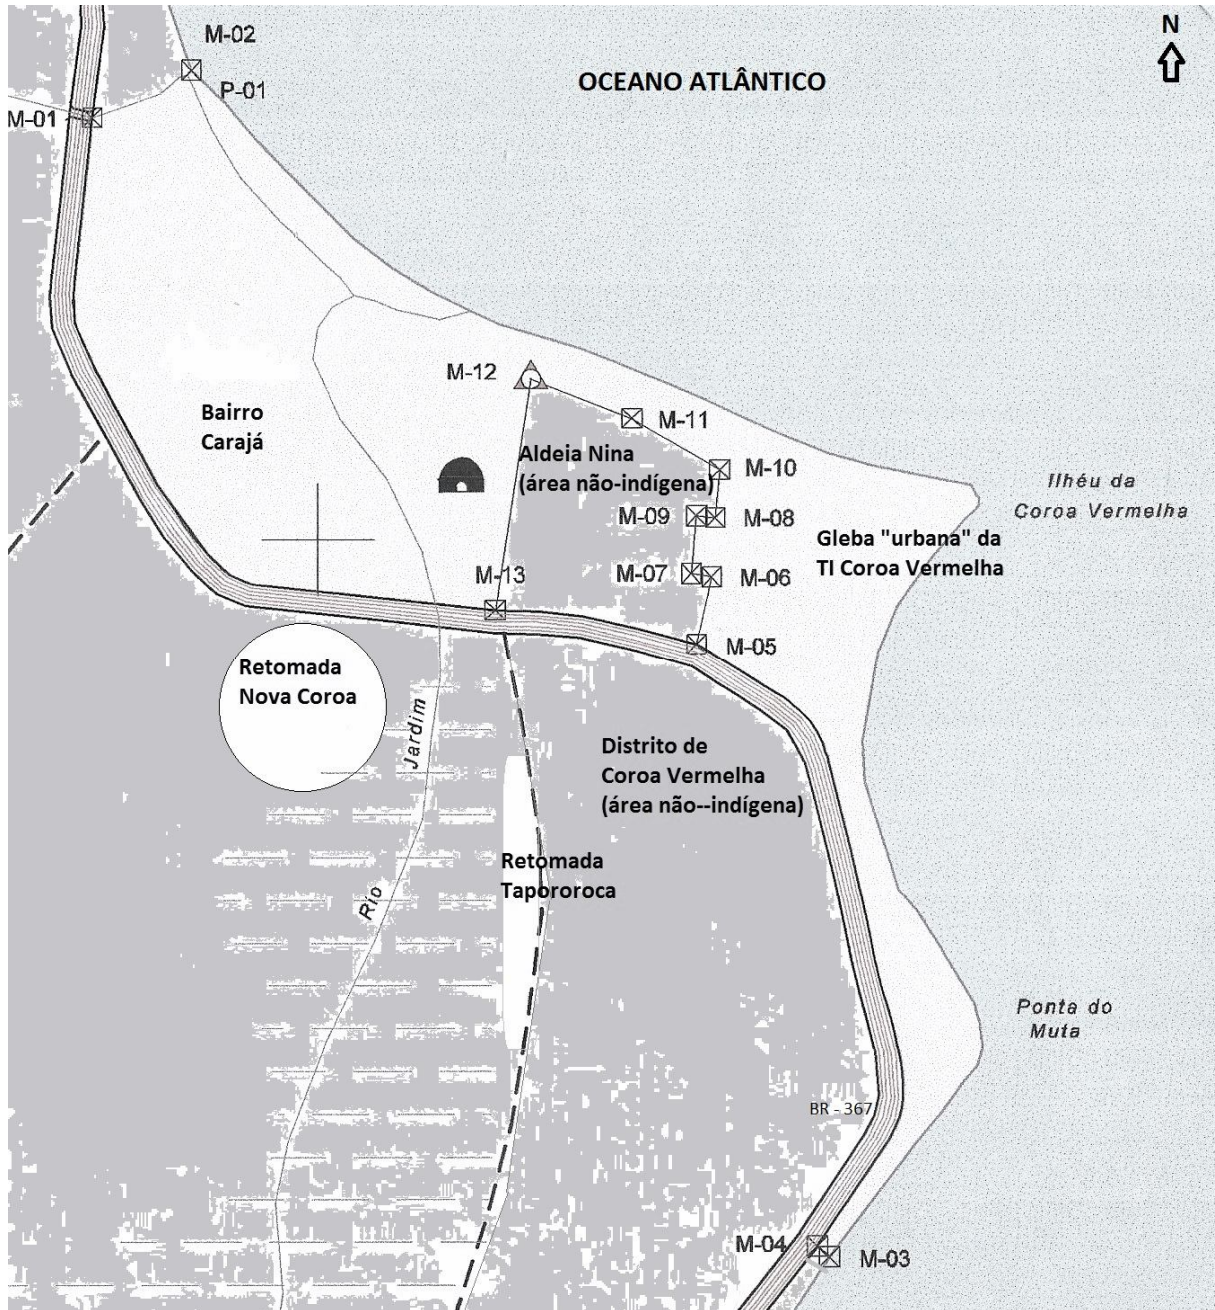 N
M-02
OCEANO ATLÂNTICO
P-01
M-01
M-12
Bairro
Carajá
M-11
Aldeia Nina
(área não-indígena)
M-10
Ilhéu da
Coroa Vermelha
M-09
M-08
Gleba "urbana" da
TI Coroa Vermelha
M-07
M-06
M-13
M-05
Retomada
Nova Coroa
Jardim
Distrito de
Coroa Vermelha
(área não--indígena)
Retomada
Tapororoca
Rio
Ponta do
Muta
BR - 367
M-04
M-03